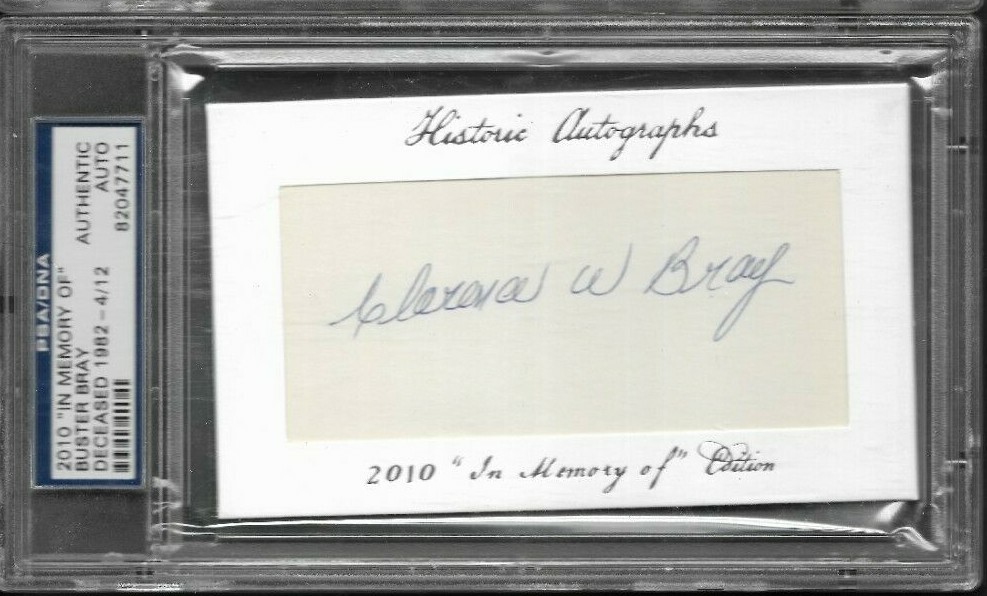 PSA/DNA
2010 "IN MEMORY OF"
BUSTER BRAY
DECEASED 1982 - 4/12
AUTHENTIC
AUTO
82047711
Historic Autographs
Clarence W Bray
2010 "In Memory of" Edition